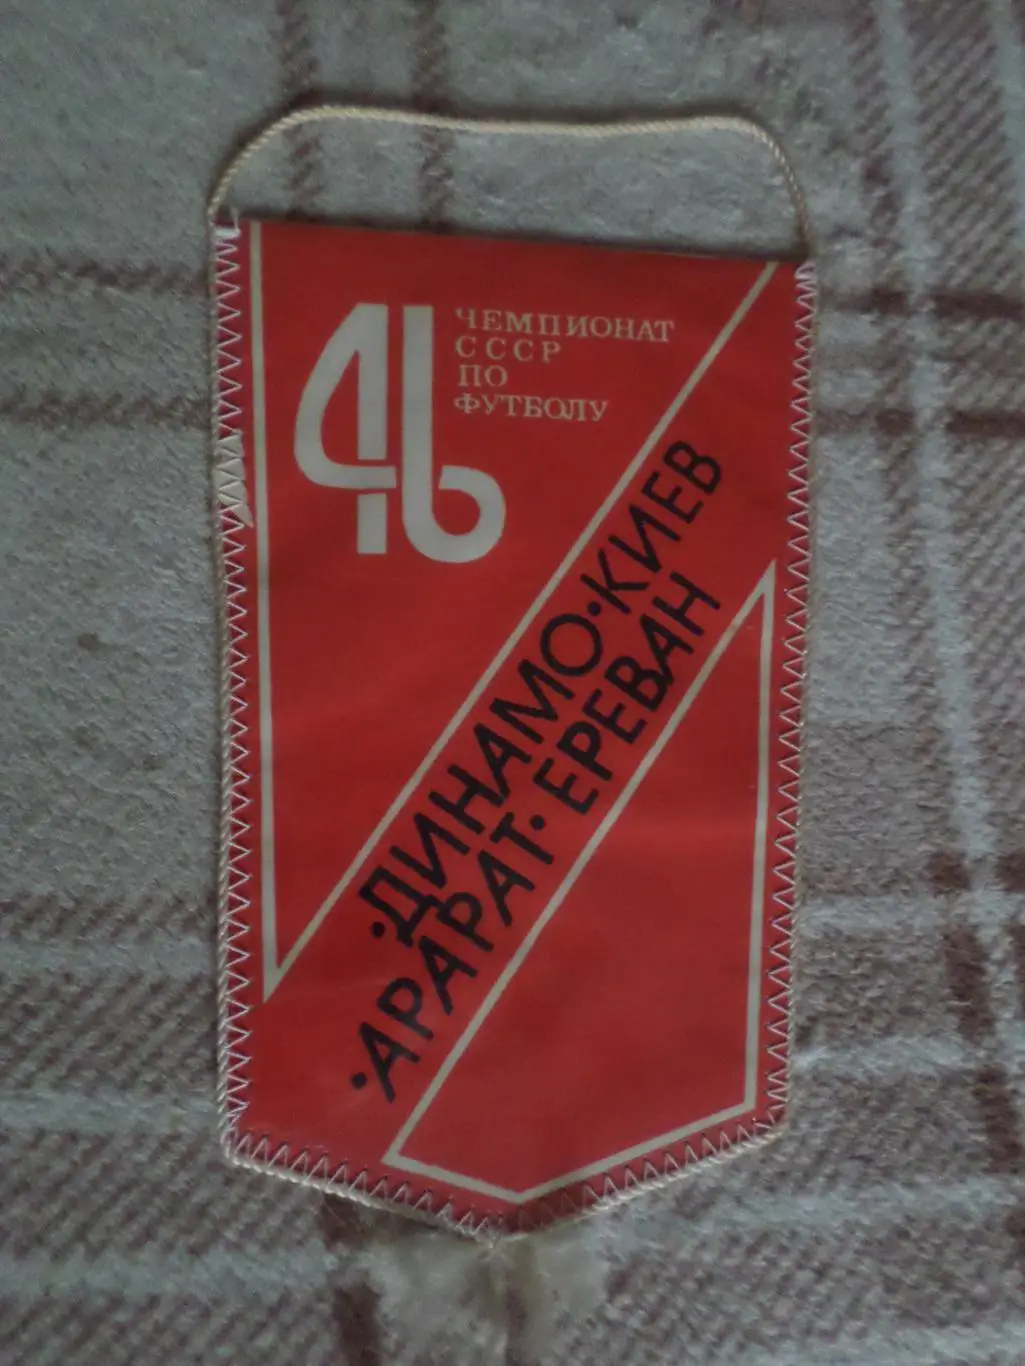 46
ЧЕМПИОНАТ
СССР
ПО
ФУТБОЛУ
•ДИНАМО•КИЕВ
•АРАРАТ•ЕРЕВАН